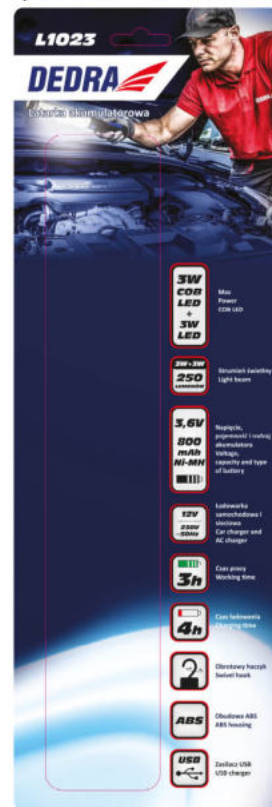 L1023
DEDRA
Latarka akumulatorowa
3W
COB
LED
+
3W
LED
Moc
Power
COB LED
3W+3W
250
LUMENÓW
Strumień świetlny
Light beam
3,6V
800
mAh
Ni-MH
Napięcie,
pojemność i rodzaj
akumulatora
Voltage,
capacity and type
of battery
12V
230V
~50Hz
Ładowarka
samochodowa i
sieciowa
Car charger and
AC charger
3h
Czas pracy
Working time
4h
Czas ładowania
Charging time
Obrotowy haczyk
Swivel hook
ABS
Obudowa ABS
ABS housing
USB
Zasilacz USB
USB charger